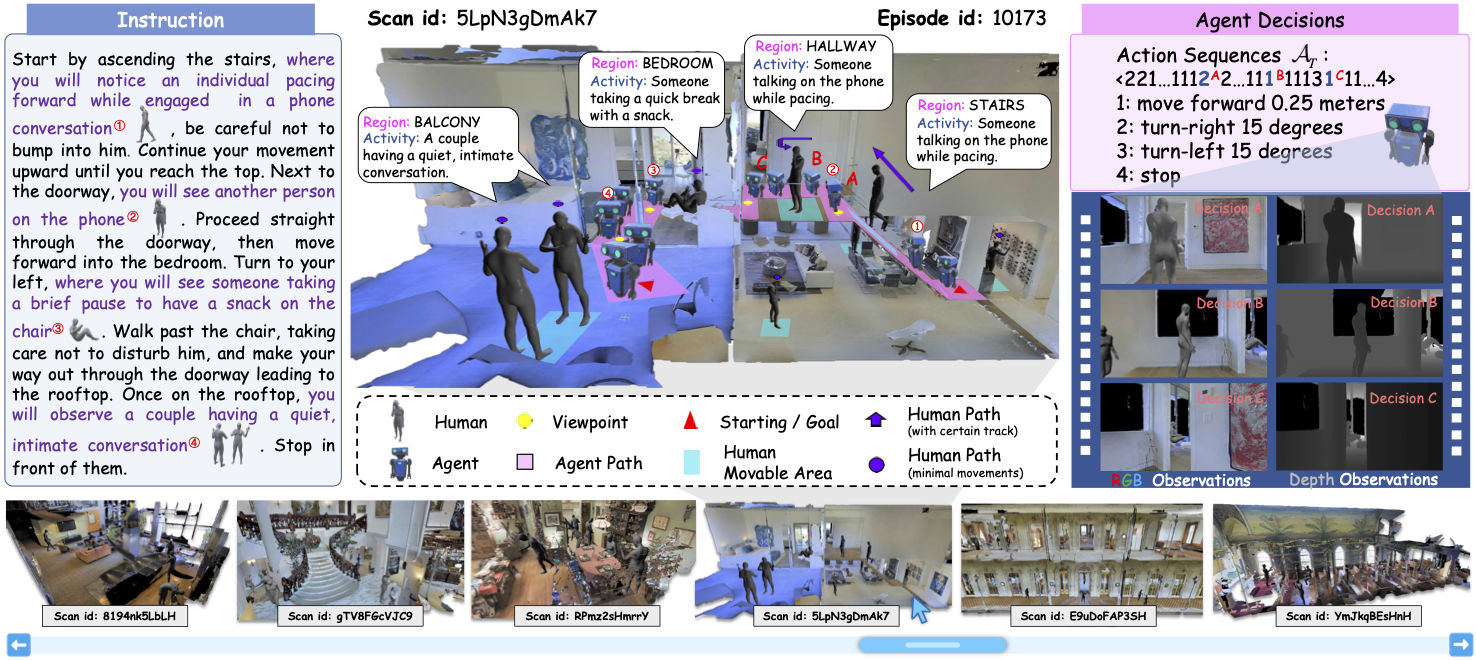 Instruction
Start by ascending the stairs, where
you will notice an individual pacing
forward while engaged in a phone
conversation① , be careful not to
bump into him. Continue your movement
upward until you reach the top. Next to
the doorway, you will see another person
on the phone② . Proceed straight
through the doorway, then move
forward into the bedroom. Turn to your
left, where you will see someone taking
a brief pause to have a snack on the
chair③ . Walk past the chair, taking
care not to disturb him, and make your
way out through the doorway leading to
the rooftop. Once on the rooftop, you
will observe a couple having a quiet,
intimate conversation④ . Stop in
front of them.
Scan id: 5LpN3gDmAk7
Episode id: 10173
Region: BALCONY
Activity: A couple
having a quiet, intimate
conversation.
Region: BEDROOM
Activity: Someone
taking a quick break
with a snack.
Region: HALLWAY
Activity: Someone
talking on the phone
while pacing.
Region: STAIRS
Activity: Someone
talking on the phone
while pacing.
④
③
C
B
②
A
①
Human
Viewpoint
Starting / Goal
Human Path
(with certain track)
Agent
Agent Path
Human
Movable Area
Human Path
(minimal movements)
Agent Decisions
Action Sequences 𝒜_T :
<221...1112ᴬ2...111ᴮ11131ᶜ11...4>
1: move forward 0.25 meters
2: turn-right 15 degrees
3: turn-left 15 degrees
4: stop
Decision A
Decision A
Decision B
Decision B
Decision C
Decision C
RGB Observations
Depth Observations
Scan id: 8194nk5LbLH
Scan id: gTV8FGcVJC9
Scan id: RPmz2sHmrrY
Scan id: 5LpN3gDmAk7
Scan id: E9uDoFAP3SH
Scan id: YmJkqBEsHnH